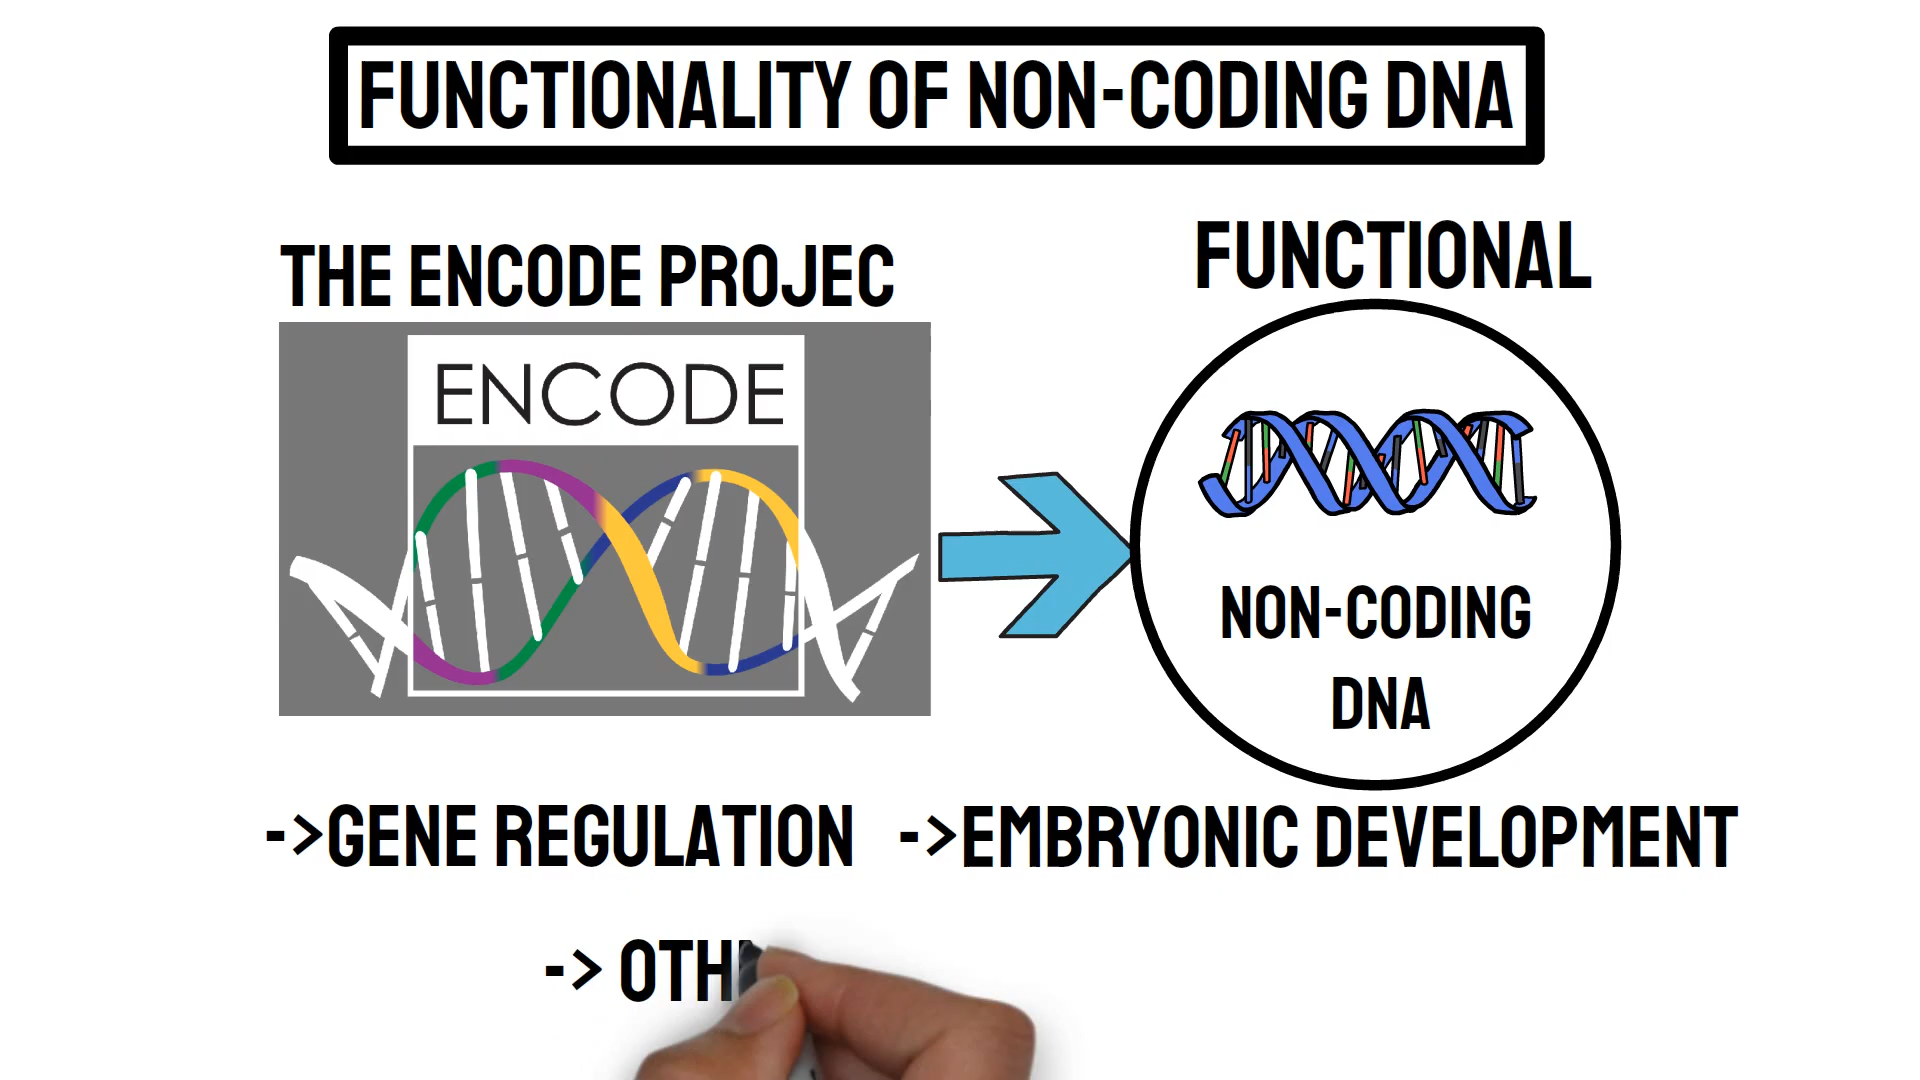 FUNCTIONALITY OF NON-CODING DNA
THE ENCODE PROJEC
FUNCTIONAL
ENCODE
NON-CODING
DNA
->GENE REGULATION
->EMBRYONIC DEVELOPMENT
-> OTH